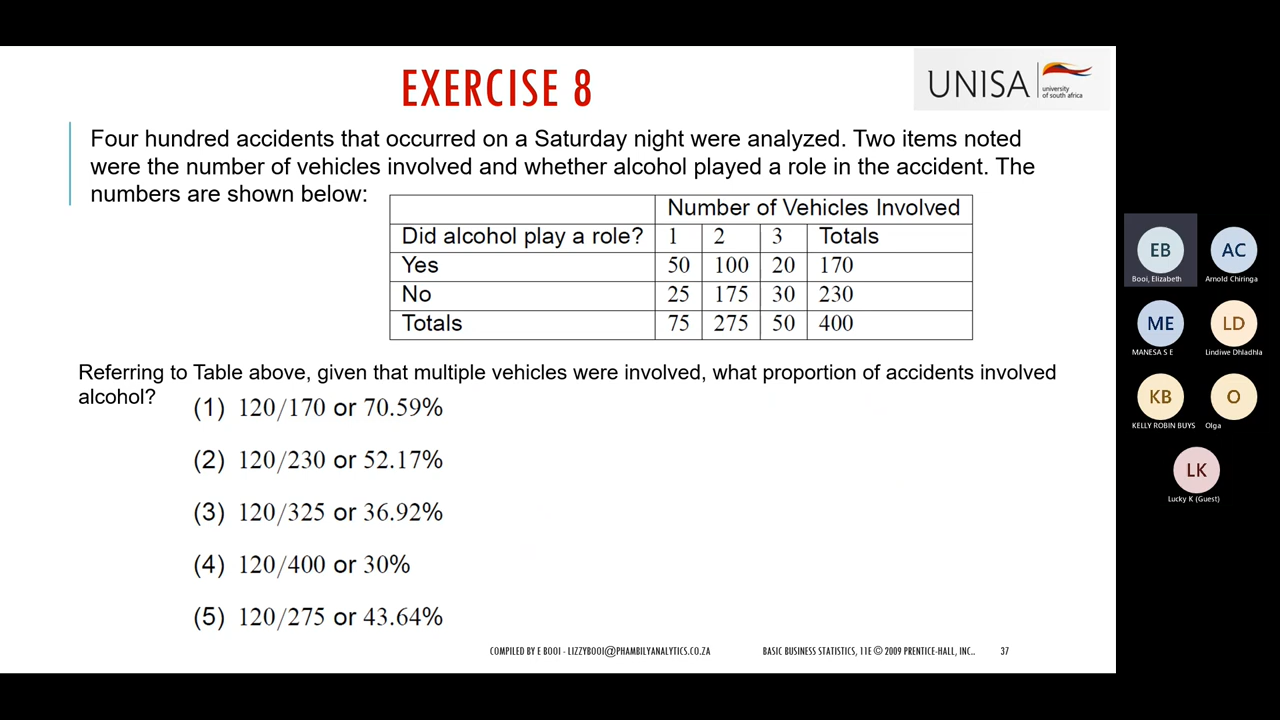 EXERCISE 8
UNISA
university
of south africa
Four hundred accidents that occurred on a Saturday night were analyzed. Two items noted
were the number of vehicles involved and whether alcohol played a role in the accident. The
numbers are shown below:
Number of Vehicles Involved
Did alcohol play a role? 1 2 3 Totals
Yes 50 100 20 170
No 25 175 30 230
Totals 75 275 50 400
Referring to Table above, given that multiple vehicles were involved, what proportion of accidents involved
alcohol?
(1) 120/170 or 70.59%
(2) 120/230 or 52.17%
(3) 120/325 or 36.92%
(4) 120/400 or 30%
(5) 120/275 or 43.64%
COMPILED BY E BOOI - LIZZYBOOI@PHAMBILYANALYTICS.CO.ZA BASIC BUSINESS STATISTICS, 11E © 2009 PRENTICE-HALL, INC.. 37
EB AC
Booi, Elizabeth Arnold Chiringa
ME LD
MANESA S E Lindiwe Dhladhla
KB O
KELLY ROBIN BUYS Olga
LK
Lucky K (Guest)